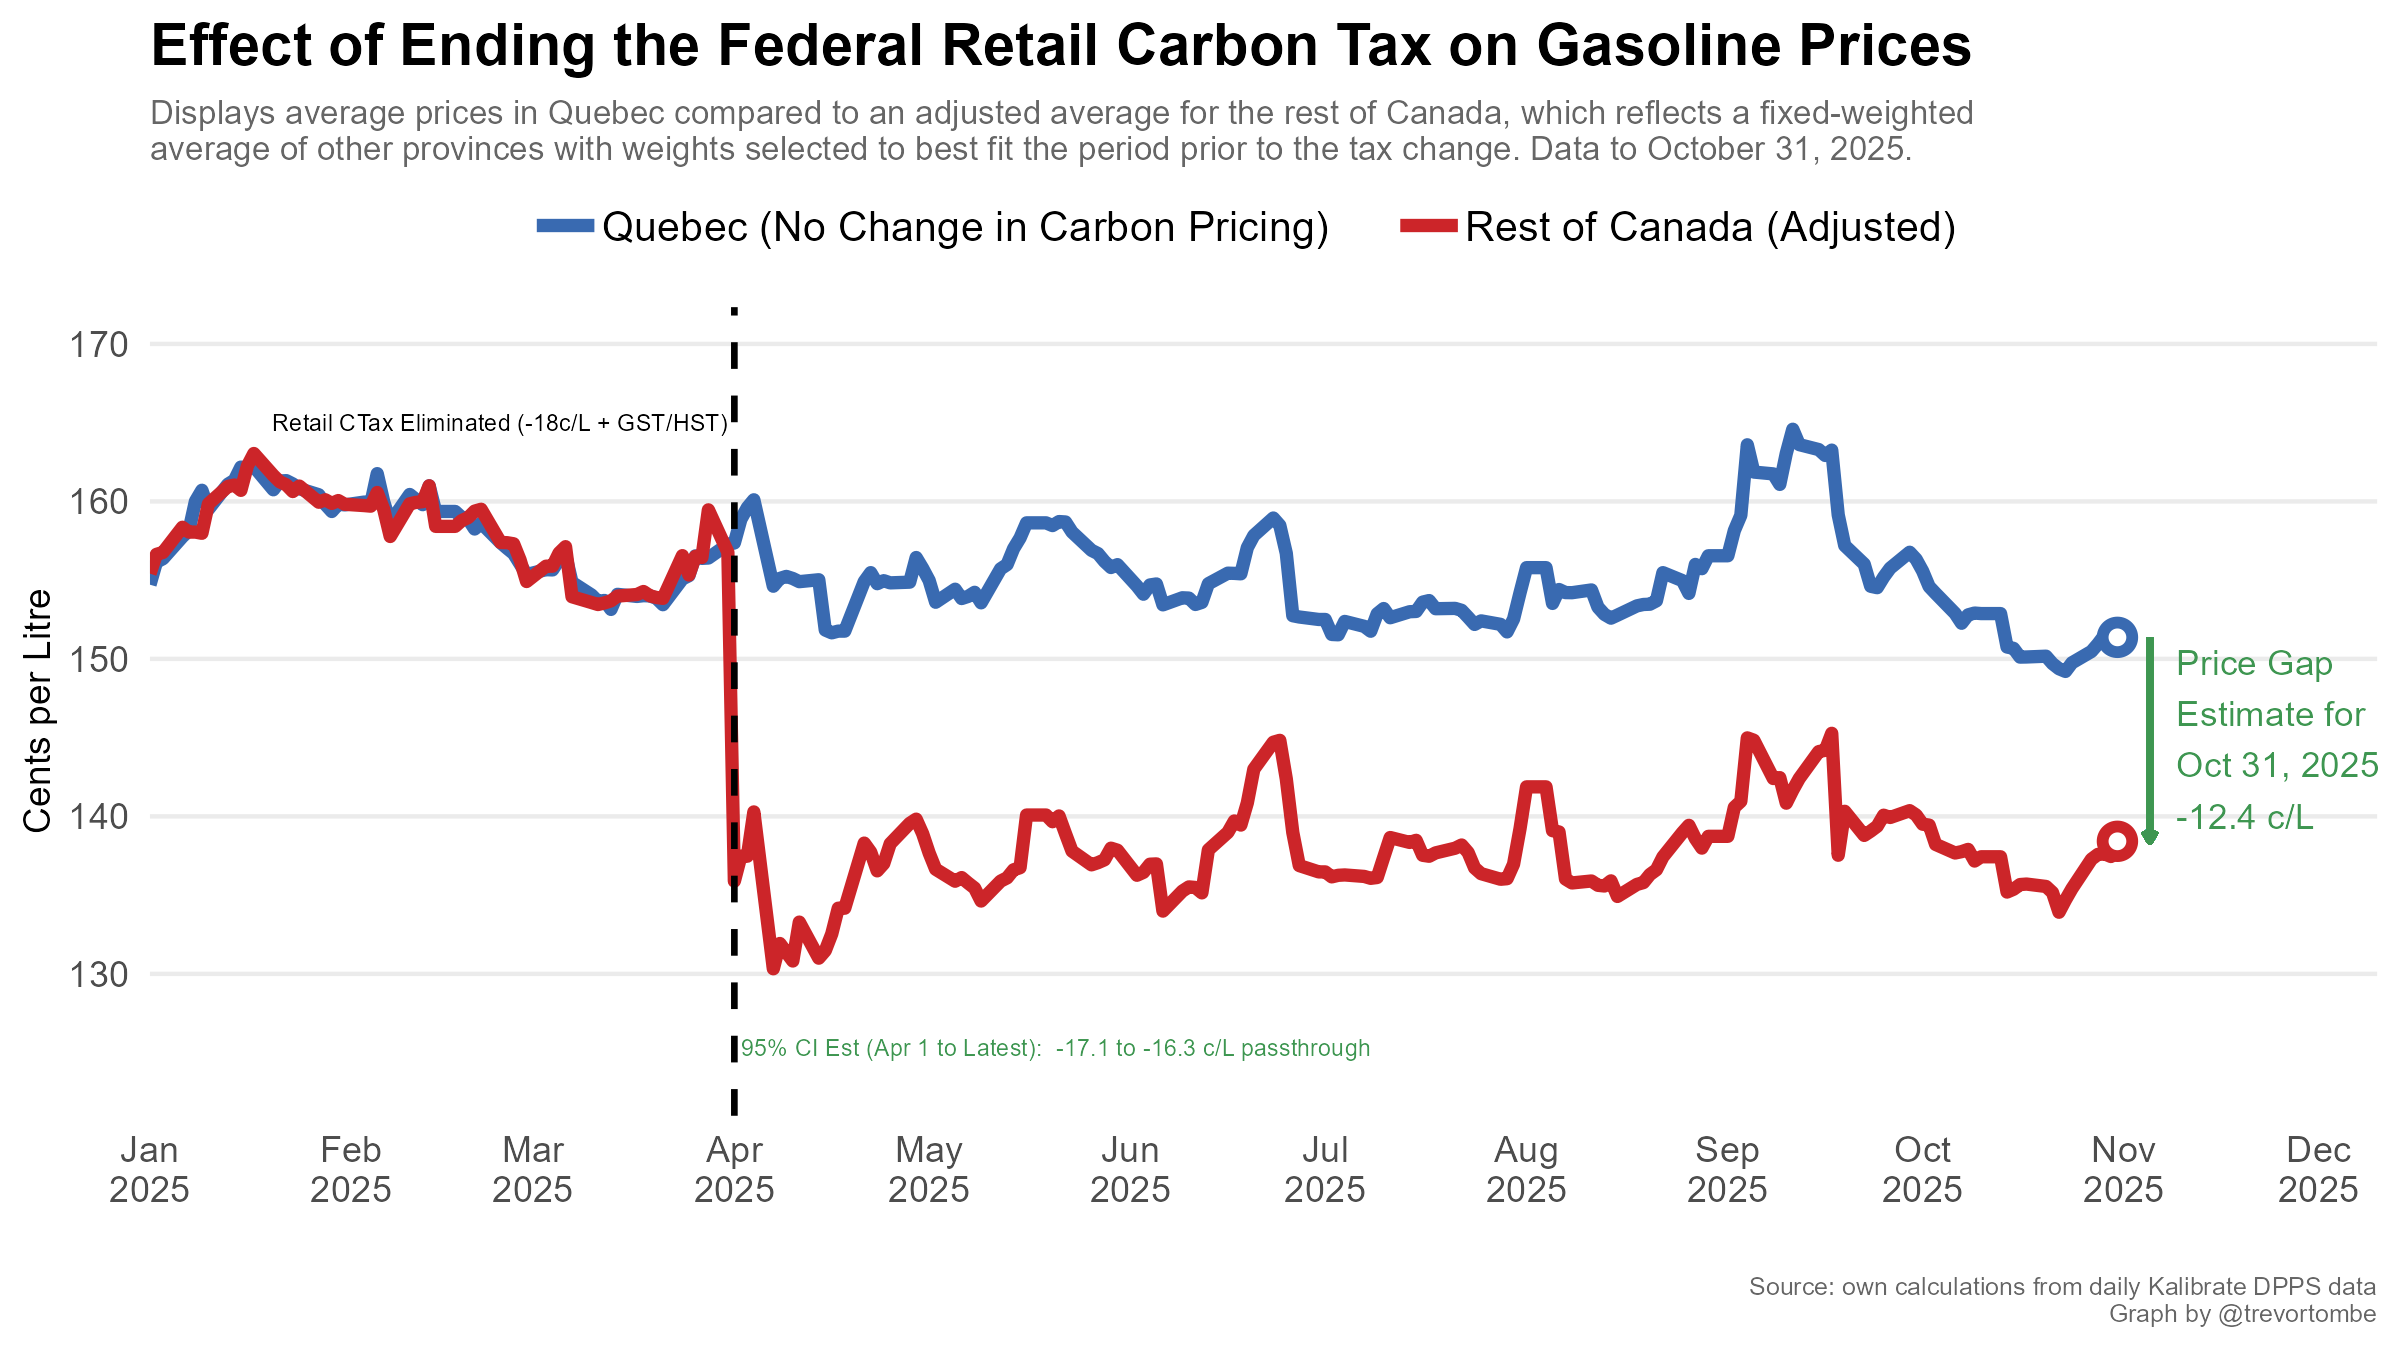 Effect of Ending the Federal Retail Carbon Tax on Gasoline Prices
Displays average prices in Quebec compared to an adjusted average for the rest of Canada, which reflects a fixed-weighted
average of other provinces with weights selected to best fit the period prior to the tax change. Data to October 31, 2025.
Quebec (No Change in Carbon Pricing)
Rest of Canada (Adjusted)
Cents per Litre
170
160
150
140
130
Retail CTax Eliminated (-18c/L + GST/HST)
Price Gap
Estimate for
Oct 31, 2025
-12.4 c/L
95% CI Est (Apr 1 to Latest):  -17.1 to -16.3 c/L passthrough
Jan
2025
Feb
2025
Mar
2025
Apr
2025
May
2025
Jun
2025
Jul
2025
Aug
2025
Sep
2025
Oct
2025
Nov
2025
Dec
2025
Source: own calculations from daily Kalibrate DPPS data
Graph by @trevortombe